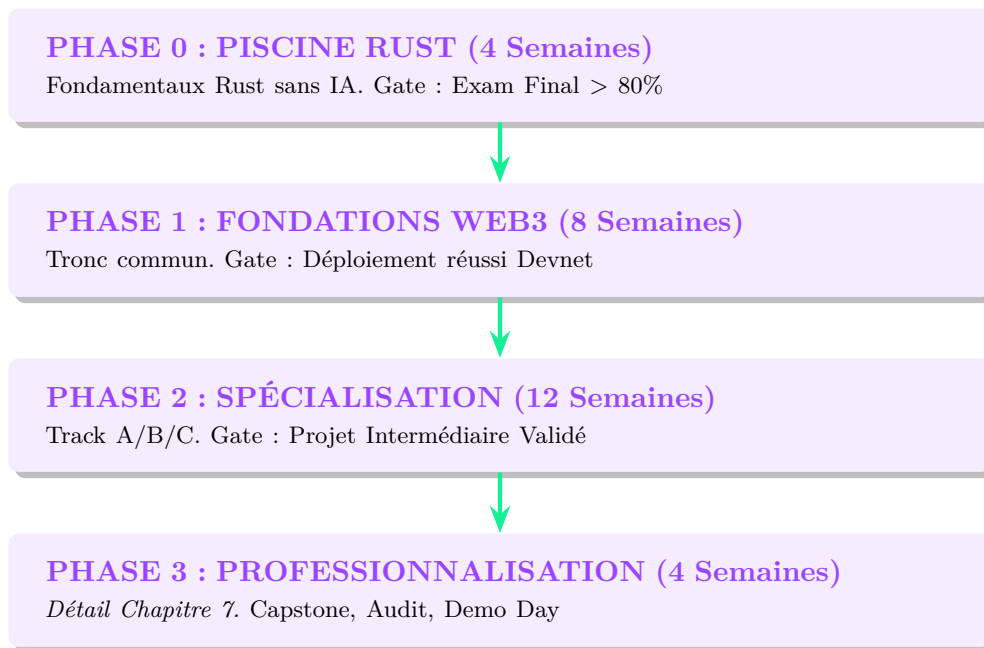 PHASE 0 : PISCINE RUST (4 Semaines)
Fondamentaux Rust sans IA. Gate : Exam Final > 80%
PHASE 1 : FONDATIONS WEB3 (8 Semaines)
Tronc commun. Gate : Déploiement réussi Devnet
PHASE 2 : SPÉCIALISATION (12 Semaines)
Track A/B/C. Gate : Projet Intermédiaire Validé
PHASE 3 : PROFESSIONNALISATION (4 Semaines)
Détail Chapitre 7. Capstone, Audit, Demo Day